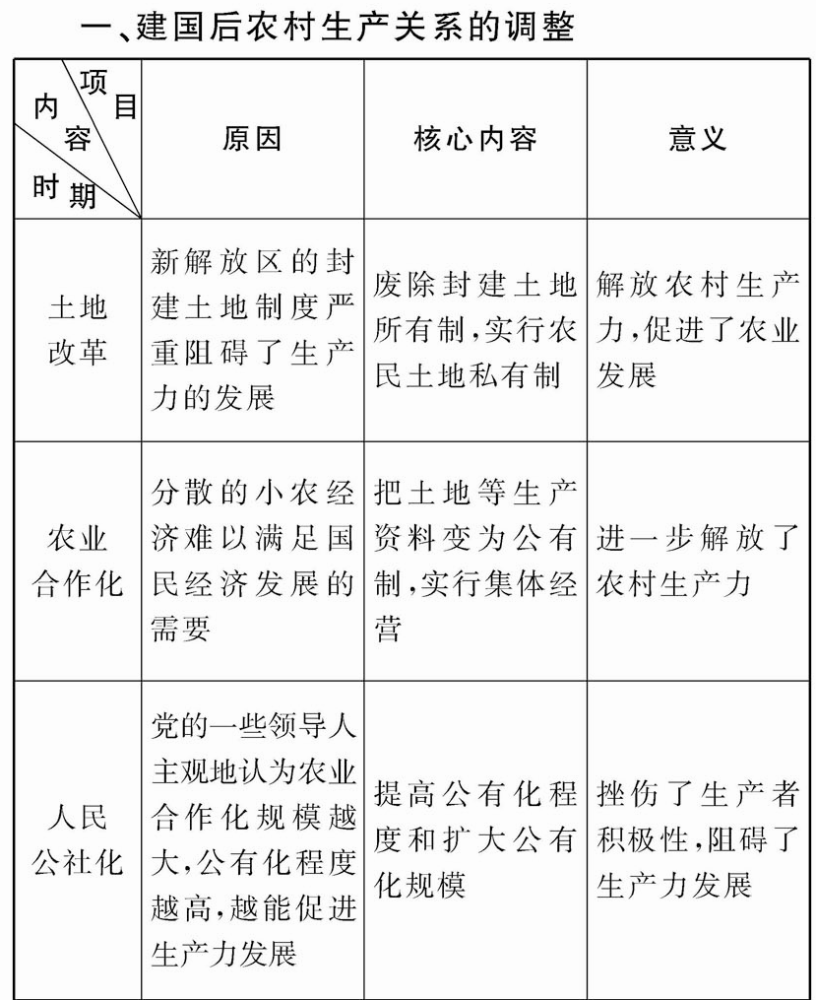 一、建国后农村生产关系的调整
项目
内容
时期
原因
核心内容
意义
土地
改革
新解放区的封
建土地制度严
重阻碍了生产
力的发展
废除封建土地
所有制,实行农
民土地私有制
解放农村生产
力,促进了农业
发展
农业
合作化
分散的小农经
济难以满足国
民经济发展的
需要
把土地等生产
资料变为公有
制,实行集体经
营
进一步解放了
农村生产力
人民
公社化
党的一些领导人
主观地认为农业
合作化规模越
大,公有化程度
越高,越能促进
生产力发展
提高公有化程
度和扩大公有
化规模
挫伤了生产者
积极性,阻碍了
生产力发展